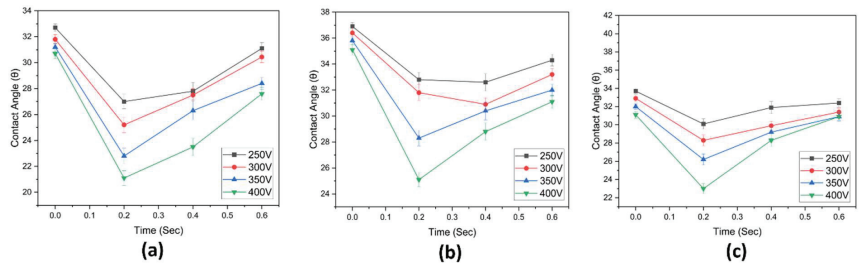 34
32
30
28
26
24
22
20
Contact Angle (θ)
250V
300V
350V
400V
0.0 0.1 0.2 0.3 0.4 0.5 0.6
Time (Sec)
(a)
38
36
34
32
30
28
26
24
Contact Angle (θ)
250V
300V
350V
400V
0.0 0.1 0.2 0.3 0.4 0.5 0.6
Time (Sec)
(b)
42
40
38
36
34
32
30
28
26
24
22
Contact Angle (θ)
250V
300V
350V
400V
0.0 0.1 0.2 0.3 0.4 0.5 0.6
Time (Sec)
(c)